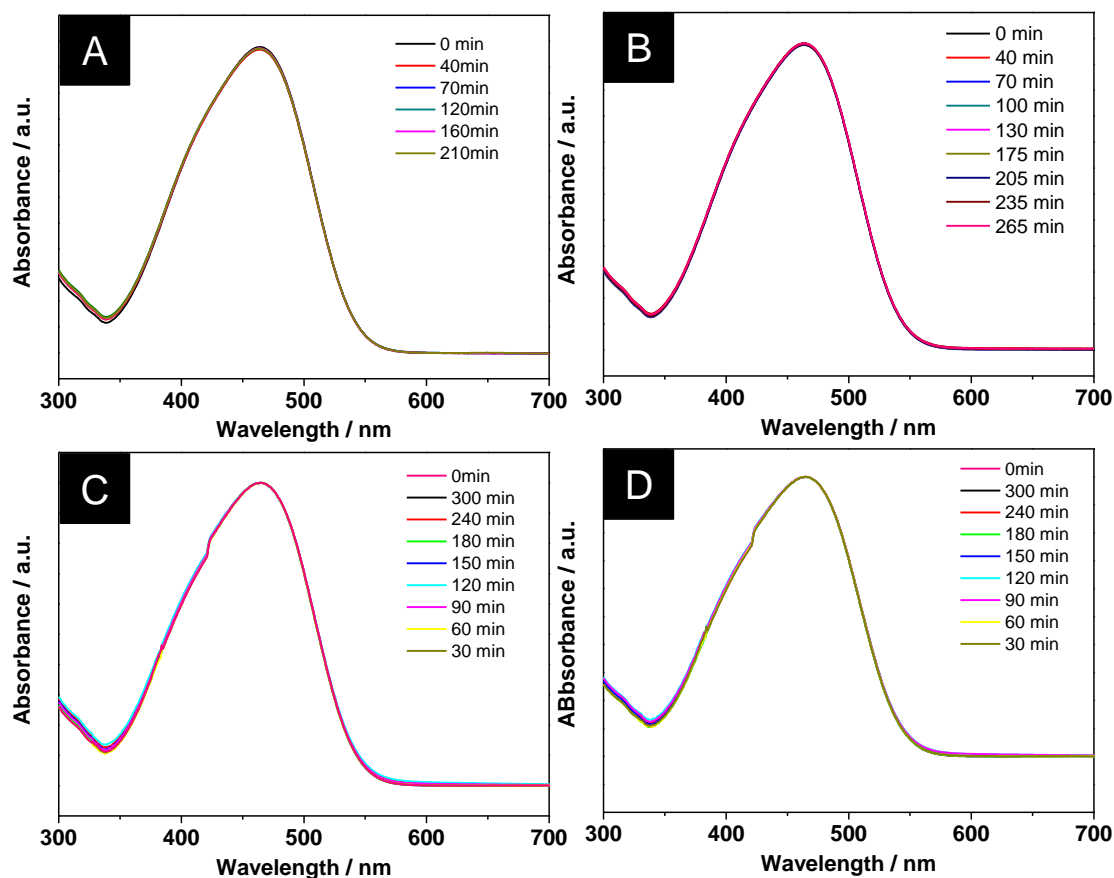 A
0 min
40min
70min
120min
160min
210min
Absorbance / a.u.
300 400 500 600 700
Wavelength / nm
B
0 min
40 min
70 min
100 min
130 min
175 min
205 min
235 min
265 min
Absorbance / a.u.
300 400 500 600 700
Wavelength / nm
C
0min
300 min
240 min
180 min
150 min
120 min
90 min
60 min
30 min
Absorbance / a.u.
300 400 500 600 700
Wavelength / nm
D
0min
300 min
240 min
180 min
150 min
120 min
90 min
60 min
30 min
ABbsorbance / a.u.
300 400 500 600 700
Wavelength / nm